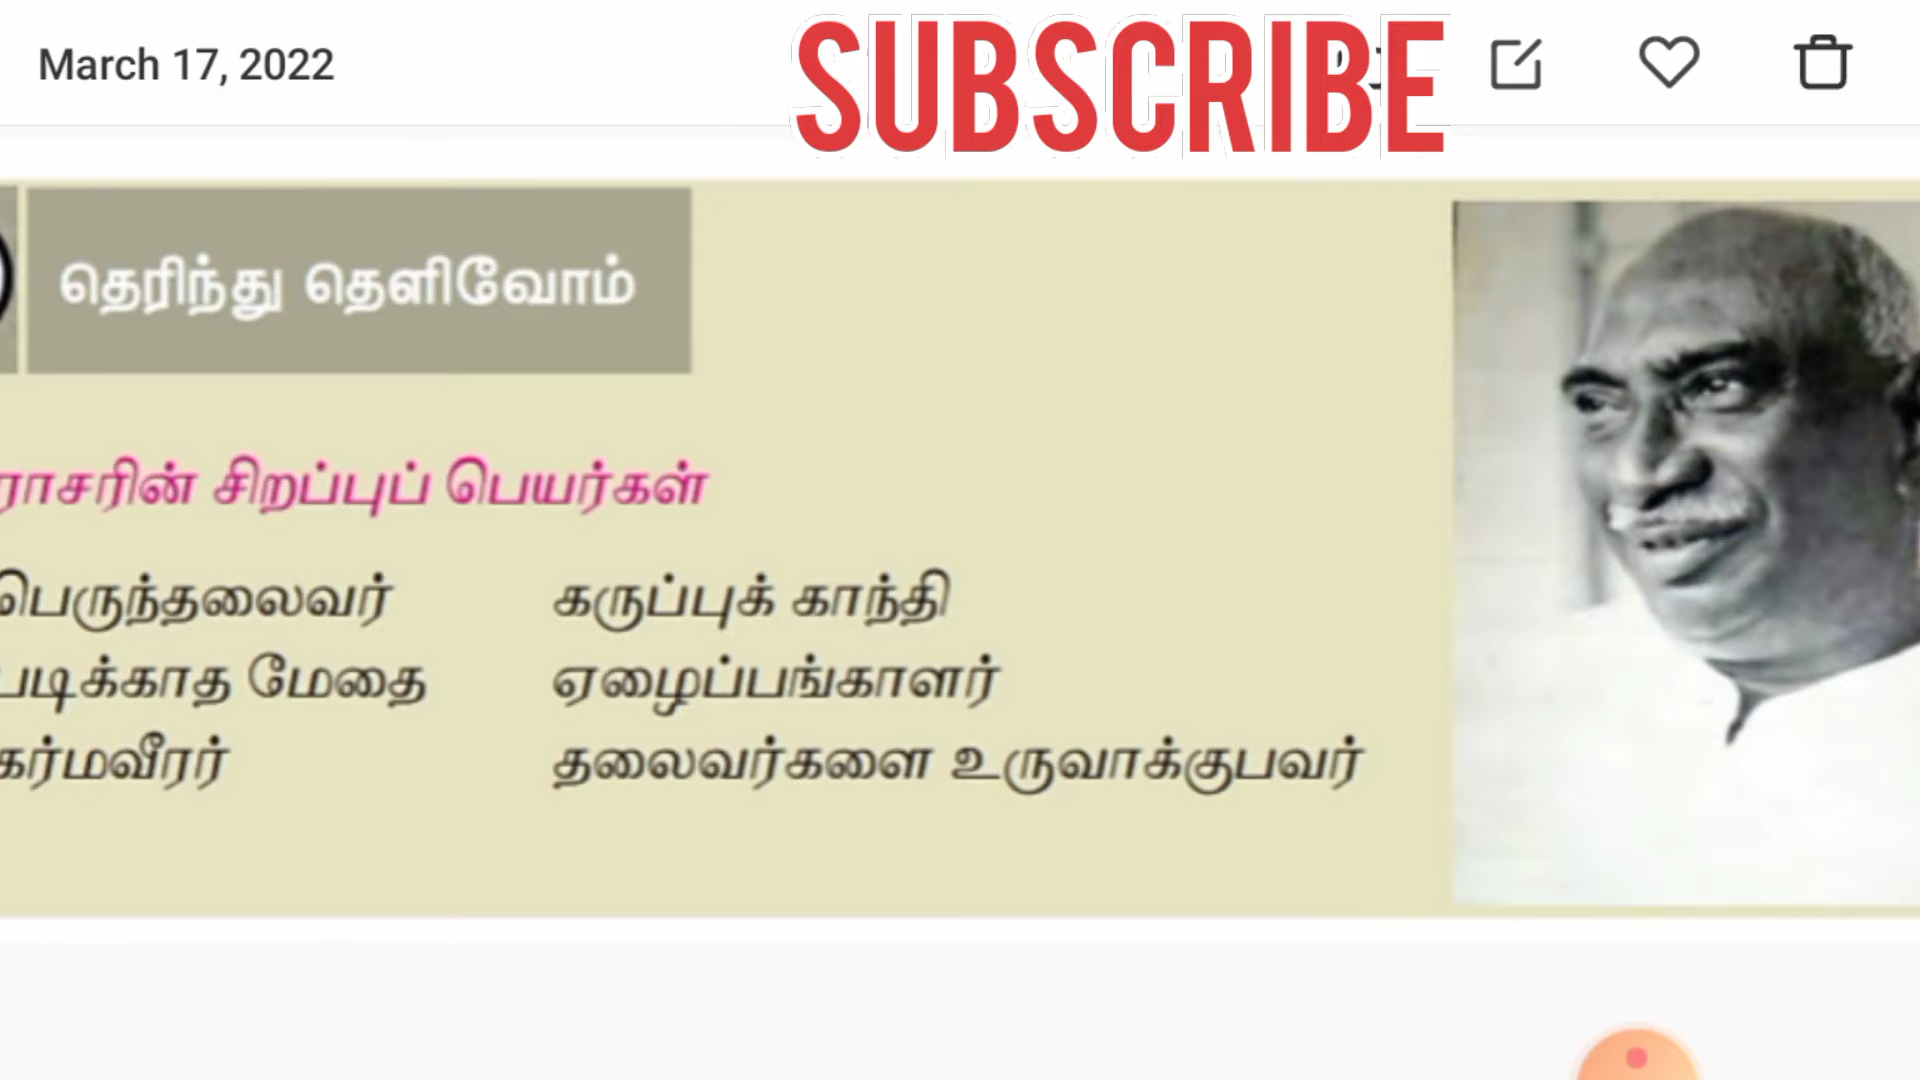 March 17, 2022
SUBSCRIBE
தெரிந்து தெளிவோம்
ராசரின் சிறப்புப் பெயர்கள்
பெருந்தலைவர் கருப்புக் காந்தி
படிக்காத மேதை ஏழைப்பங்காளர்
கர்மவீரர் தலைவர்களை உருவாக்குபவர்